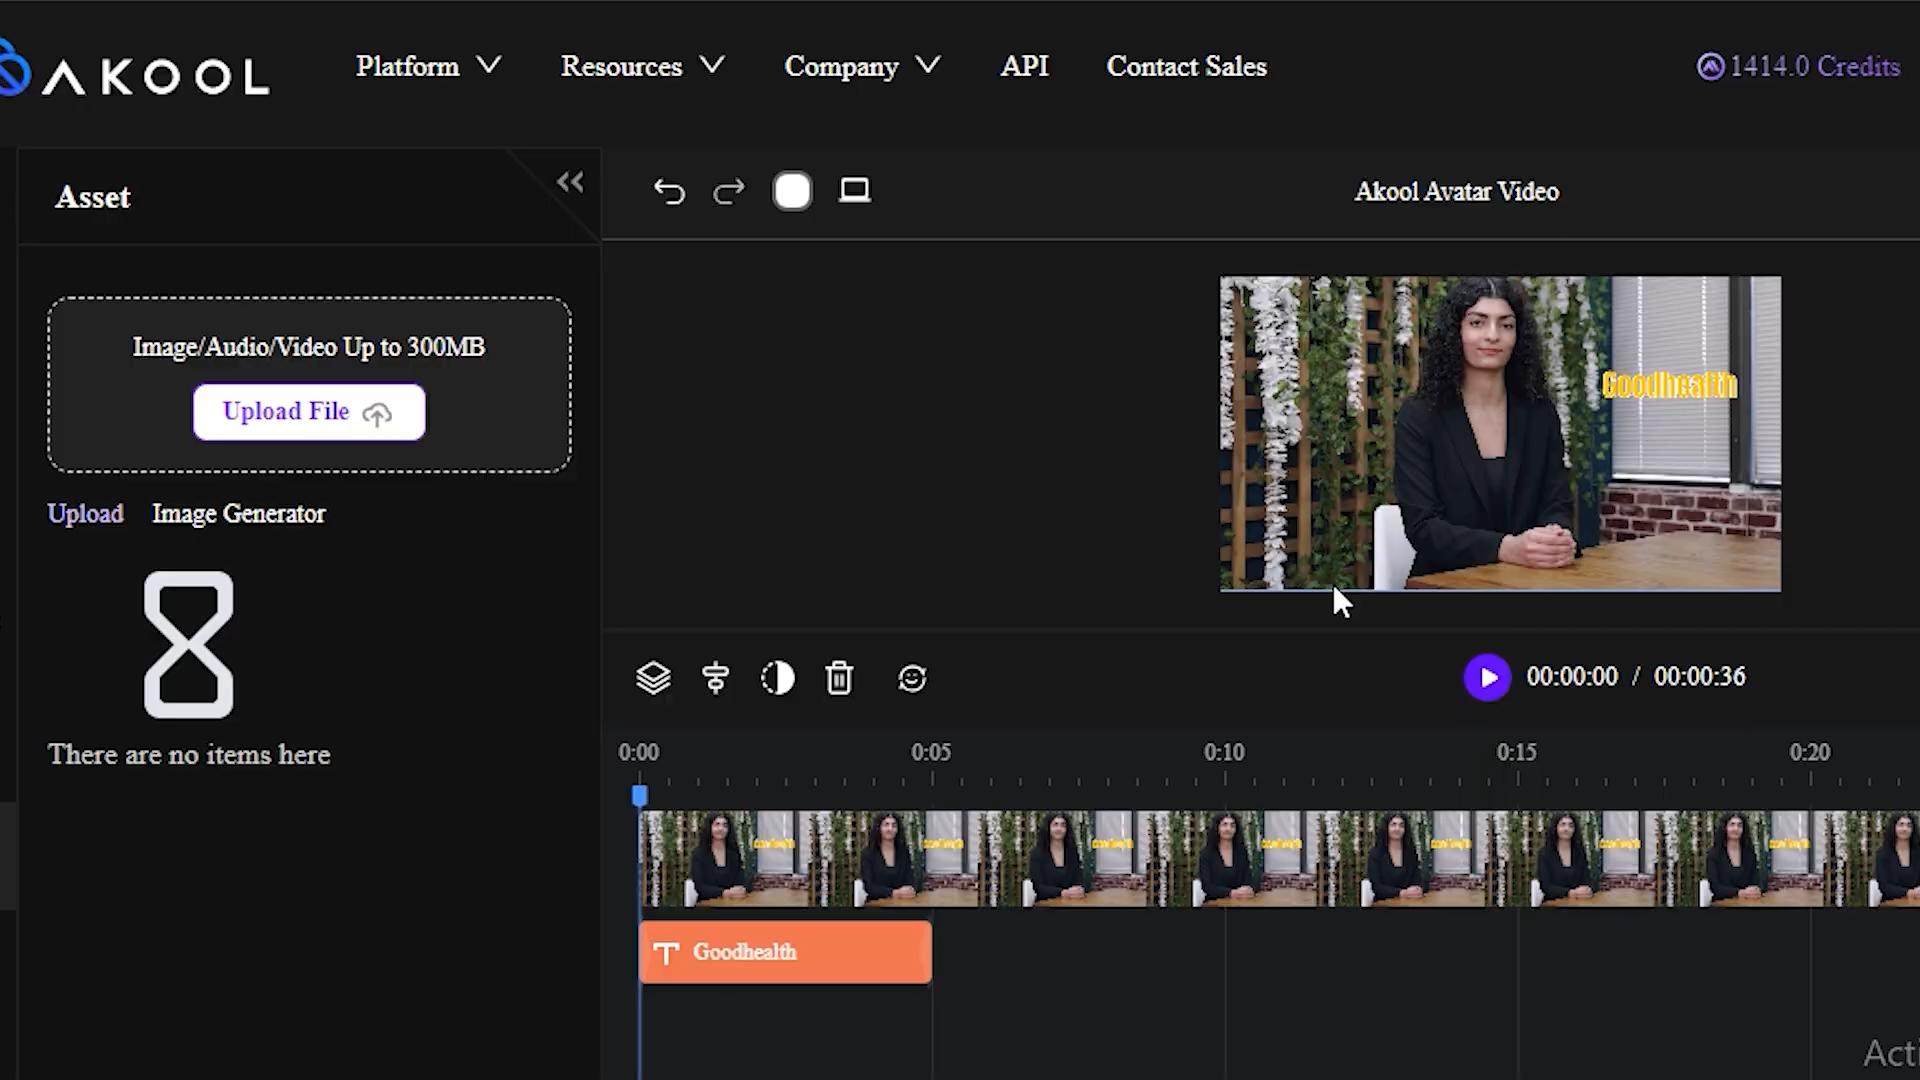 AKOOL
Platform
Resources
Company
API
Contact Sales
1414.0 Credits
Asset
Akool Avatar Video
Image/Audio/Video Up to 300MB
Upload File
Goodhealth
Upload
Image Generator
There are no items here
00:00:00 / 00:00:36
0:00
0:05
0:10
0:15
0:20
Goodhealth
Acti